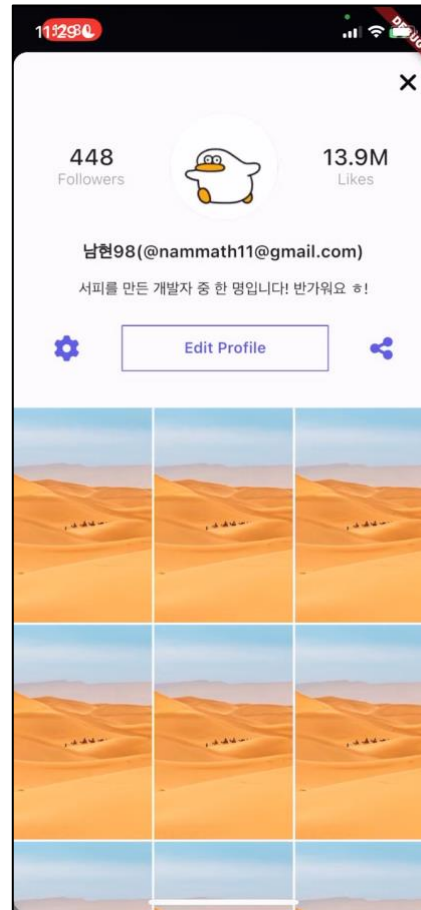 DEBUG
448
Followers
13.9M
Likes
남현98(@nammath11@gmail.com)
서피를 만든 개발자 중 한 명입니다! 반가워요 ㅎ!
Edit Profile